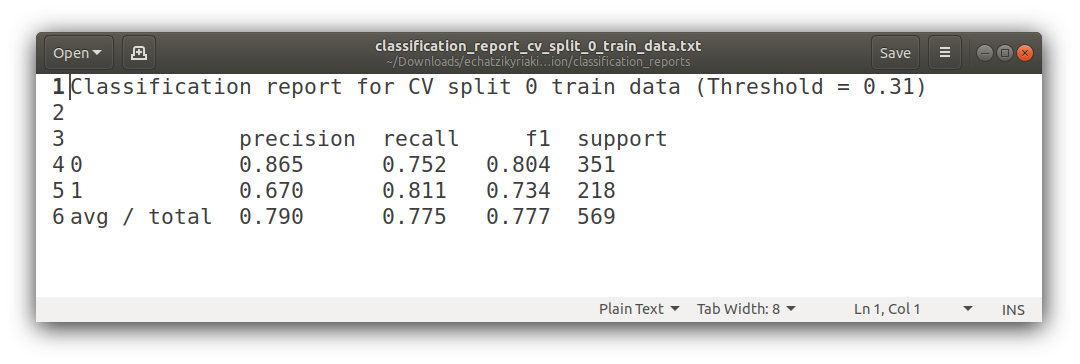 Open
classification_report_cv_split_0_train_data.txt
~/Downloads/echatzikyriaki...ion/classification_reports
Save
1 Classification report for CV split 0 train data (Threshold = 0.31)
2
3 precision recall f1 support
4 0 0.865 0.752 0.804 351
5 1 0.670 0.811 0.734 218
6 avg / total 0.790 0.775 0.777 569
Plain Text Tab Width: 8 Ln 1, Col 1 INS